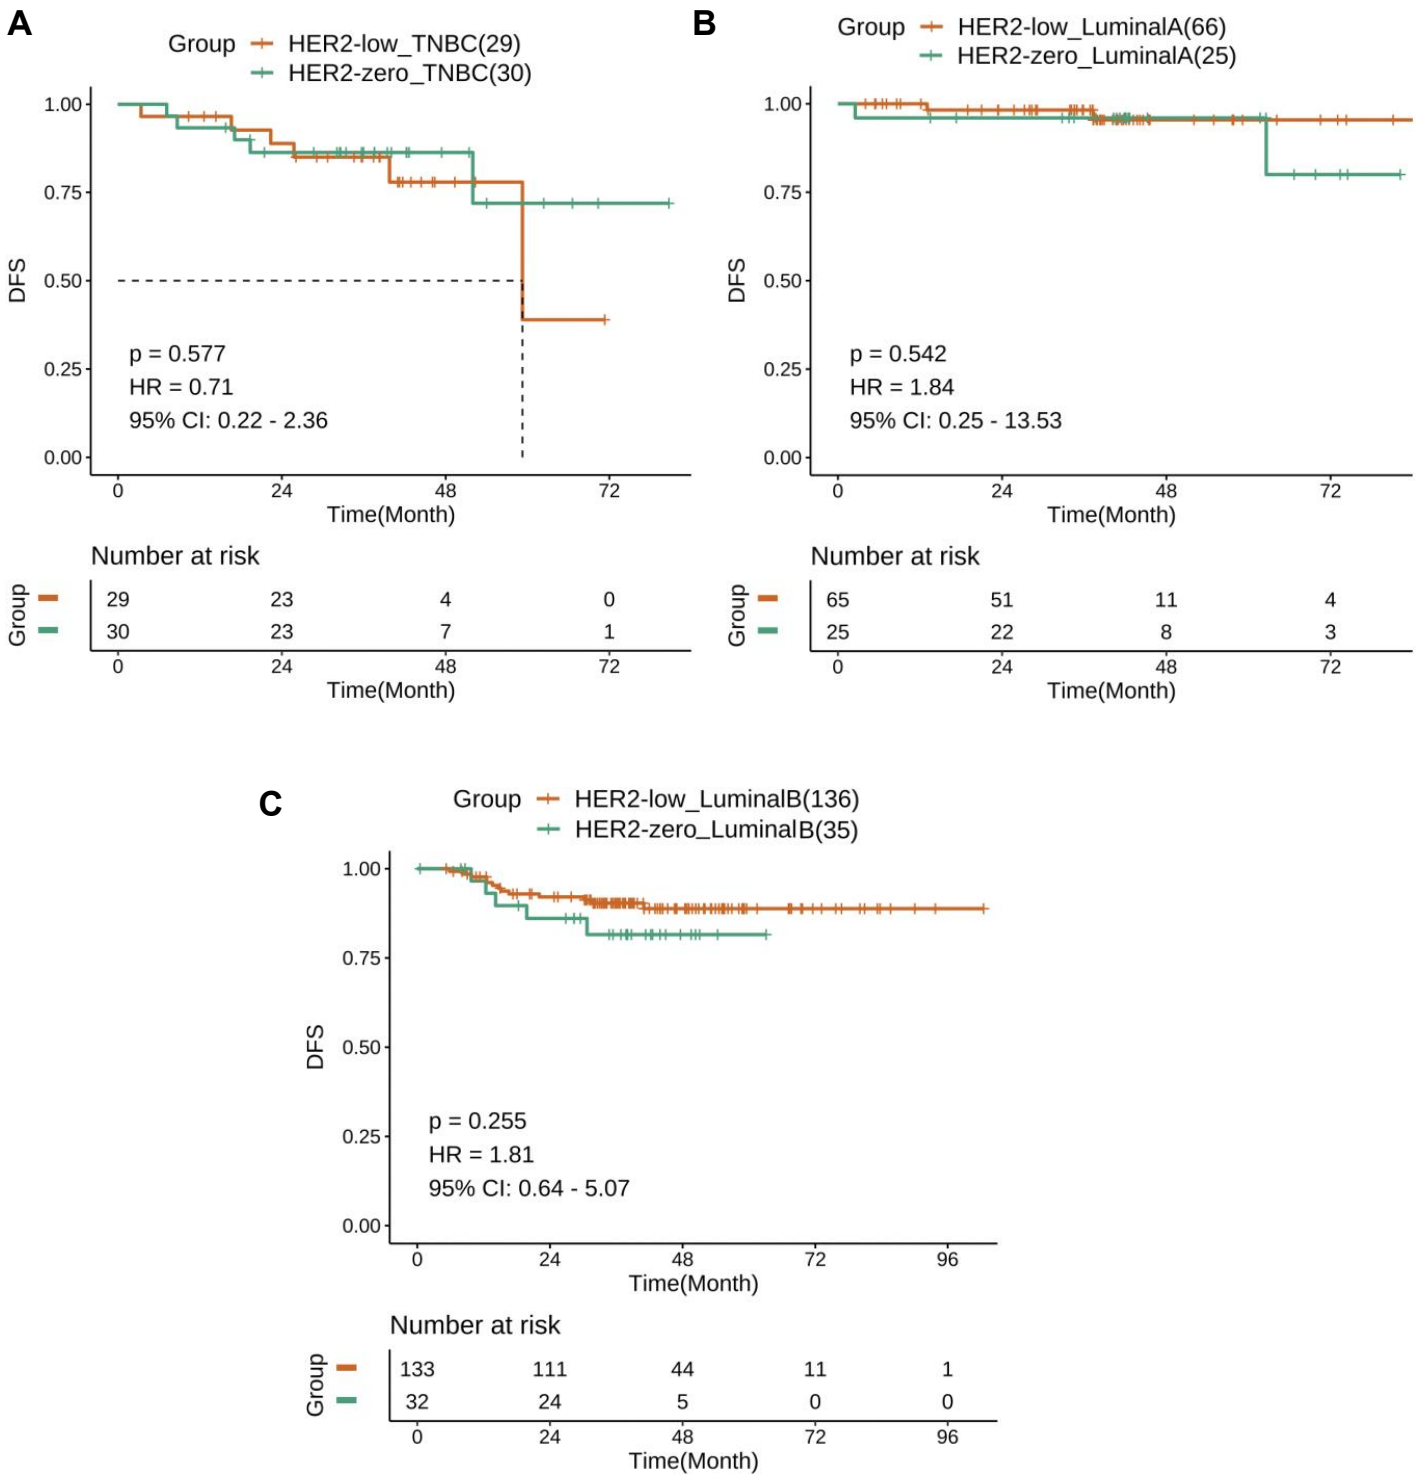 A
Group HER2-low_TNBC(29)
HER2-zero_TNBC(30)
1.00
0.75
0.50
0.25
0.00
DFS
p = 0.577
HR = 0.71
95% CI: 0.22 - 2.36
0 24 48 72
Time(Month)
Number at risk
Group
29 23 4 0
30 23 7 1
0 24 48 72
Time(Month)
B
Group HER2-low_LuminalA(66)
HER2-zero_LuminalA(25)
1.00
0.75
0.50
0.25
0.00
DFS
p = 0.542
HR = 1.84
95% CI: 0.25 - 13.53
0 24 48 72
Time(Month)
Number at risk
Group
65 51 11 4
25 22 8 3
0 24 48 72
Time(Month)
C
Group HER2-low_LuminalB(136)
HER2-zero_LuminalB(35)
1.00
0.75
0.50
0.25
0.00
DFS
p = 0.255
HR = 1.81
95% CI: 0.64 - 5.07
0 24 48 72 96
Time(Month)
Number at risk
Group
133 111 44 11 1
32 24 5 0 0
0 24 48 72 96
Time(Month)